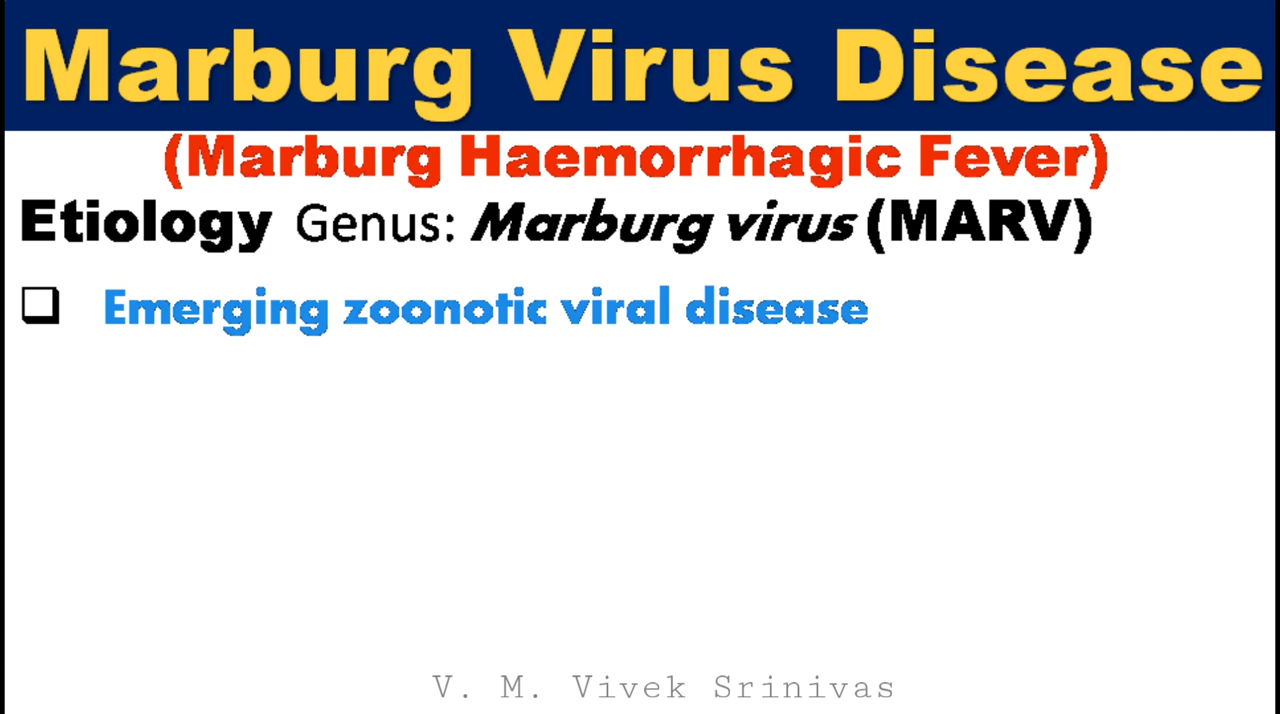 Marburg Virus Disease
(Marburg Haemorrhagic Fever)
Etiology Genus: Marburg virus (MARV)
❑ Emerging zoonotic viral disease
V. M. Vivek Srinivas